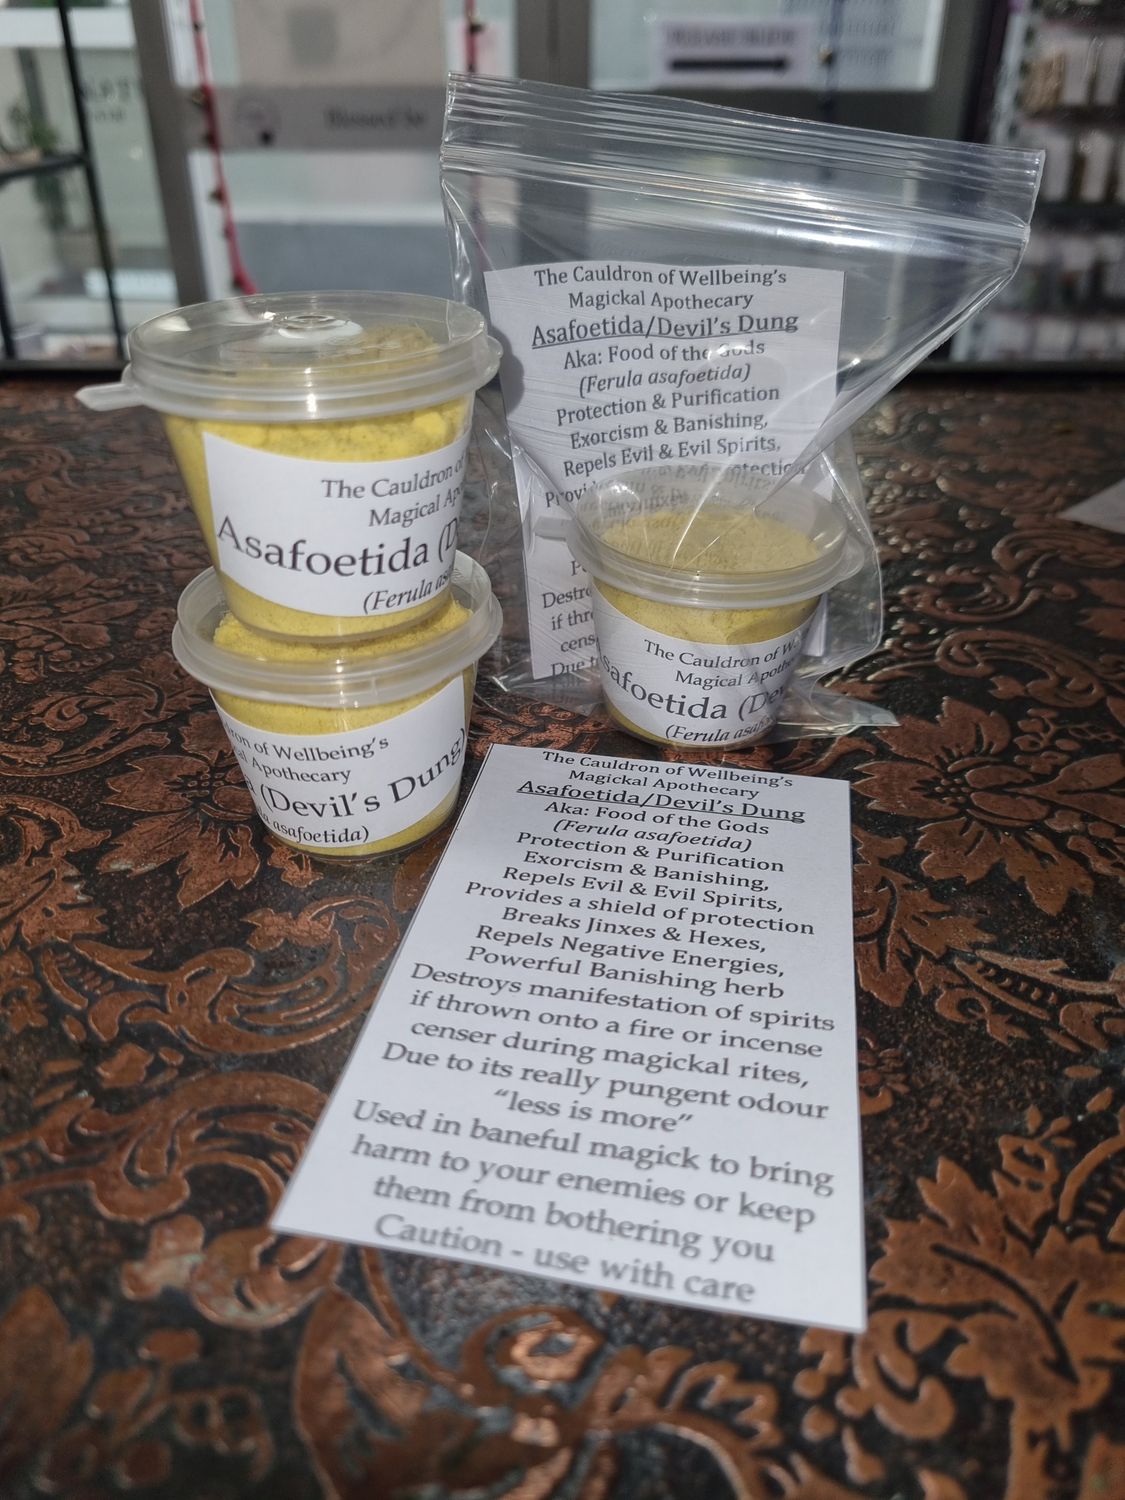 Blessed be
The Cauldron of Wellbeing's
Magickal Apothecary
Asafoetida/Devil's Dung
Aka: Food of the Gods
(Ferula asafoetida)
Protection & Purification
Exorcism & Banishing,
Repels Evil & Evil Spirits,
The Cauldron of
Magical
Asafoetida
(Ferula
of Wellbeing's
Apothecary
(Devil's Dung)
asafoetida)
if
Due
The Cauldron of
Magical
Asafoetida
(Ferula
The Cauldron of Wellbeing's
Magickal Apothecary
Asafoetida/Devil's Dung
Aka: Food of the Gods
(Ferula asafoetida)
Protection & Purification
Exorcism & Banishing,
Repels Evil & Evil Spirits,
Provides a shield of protection
Breaks Jinxes & Hexes,
Repels Negative Energies,
Powerful Banishing herb
Destroys manifestation of spirits
if thrown onto a fire or incense
censer during magickal rites,
Due to its really pungent odour
“less is more”
Used in baneful magick to bring
harm to your enemies or keep
them from bothering you
Caution - use with care